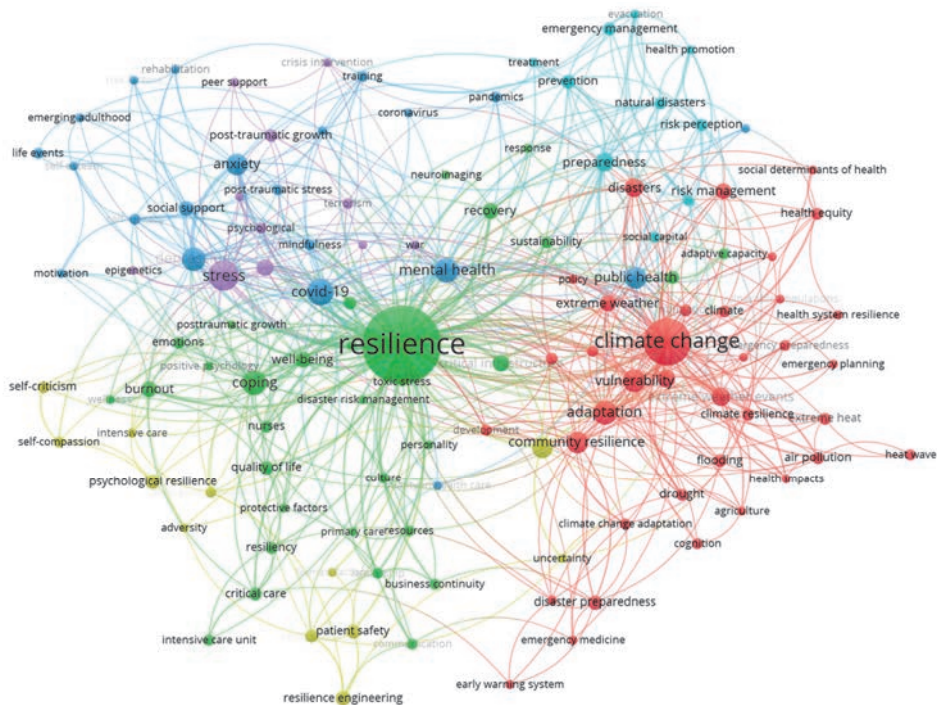 evacuation
emergency management
health promotion
crisis intervention
treatment
rehabilitation
training
prevention
peer support
pandemics
natural disasters
coronavirus
emerging-adulthood
risk perception
post-traumatic growth
response
life events
anxiety
preparedness
social determinants of health
neuroimaging
disasters
risk management
post-traumatic stress
terrorism
social support
recovery
health equity
psychological
social capital
mindfulness
war
sustainability
adaptive capacity
motivation
epigenetics
stress
mental health
policy
public health
covid-19
extreme weather
climate
health system resilience
posttraumatic growth
emotions
resilience
climate change
positive psychology
well-being
emergency planning
self-criticism
burnout
coping
toxic stress
vulnerability
disaster risk management
intensive care
nurses
development
adaptation
climate resilience
extreme heat
self-compassion
personality
community resilience
quality of life
flooding
air pollution
heat wave
psychological resilience
culture
health impacts
protective factors
drought
agriculture
adversity
primary care
resources
climate change adaptation
cognition
resiliency
uncertainty
critical care
business continuity
disaster preparedness
intensive care unit
patient safety
communication
emergency medicine
resilience engineering
early warning system